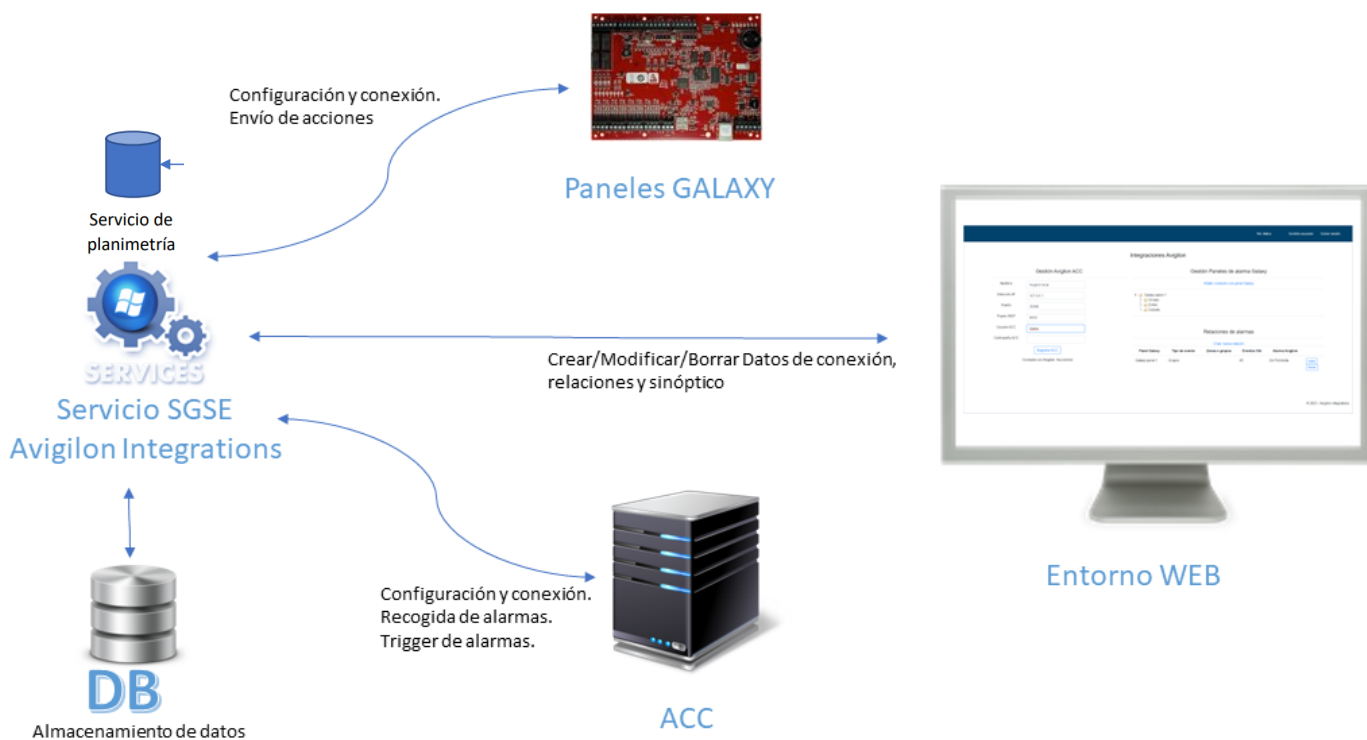 Configuración y conexión.
Envío de acciones
Paneles GALAXY
Servicio de
planimetría
SERVICES
Servicio SGSE
Avigilon Integrations
Crear/Modificar/Borrar Datos de conexión,
relaciones y sinóptico
Integraciones Avigilon
Gestión Avigilon ACC
Gestión Paneles de alarma Galaxy
Relaciones de alarmas
Entorno WEB
Configuración y conexión.
Recogida de alarmas.
Trigger de alarmas.
ACC
DB
Almacenamiento de datos